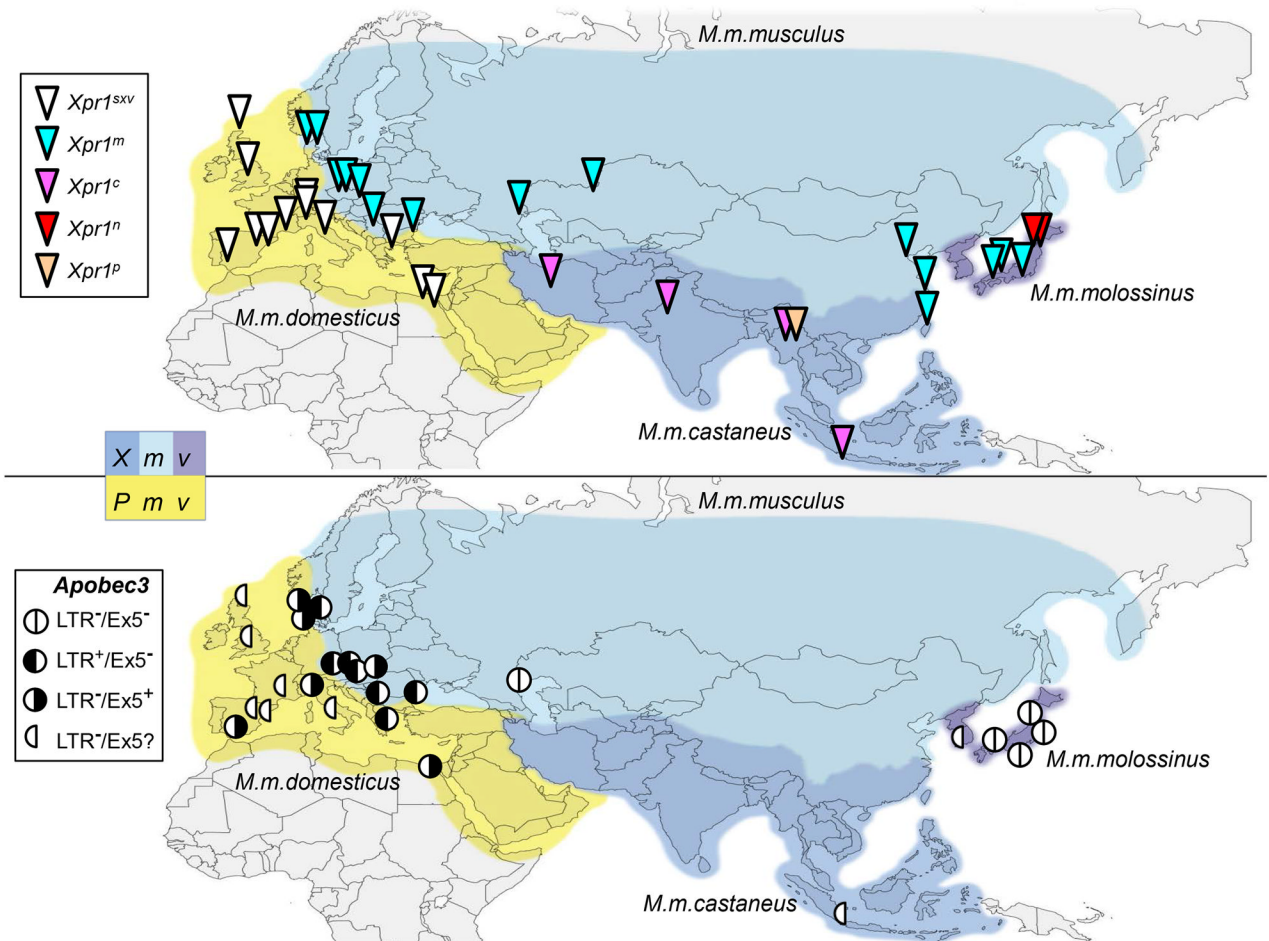 M.m.musculus
Xpr1ˢˣᵛ
Xpr1ᵐ
Xpr1ᶜ
Xpr1ⁿ
Xpr1ᵖ
M.m.domesticus
M.m.molossinus
M.m.castaneus
X m v
P m v
M.m.musculus
Apobec3
LTR⁻/Ex5⁻
LTR⁺/Ex5⁻
LTR⁻/Ex5⁺
LTR⁻/Ex5?
M.m.domesticus
M.m.molossinus
M.m.castaneus